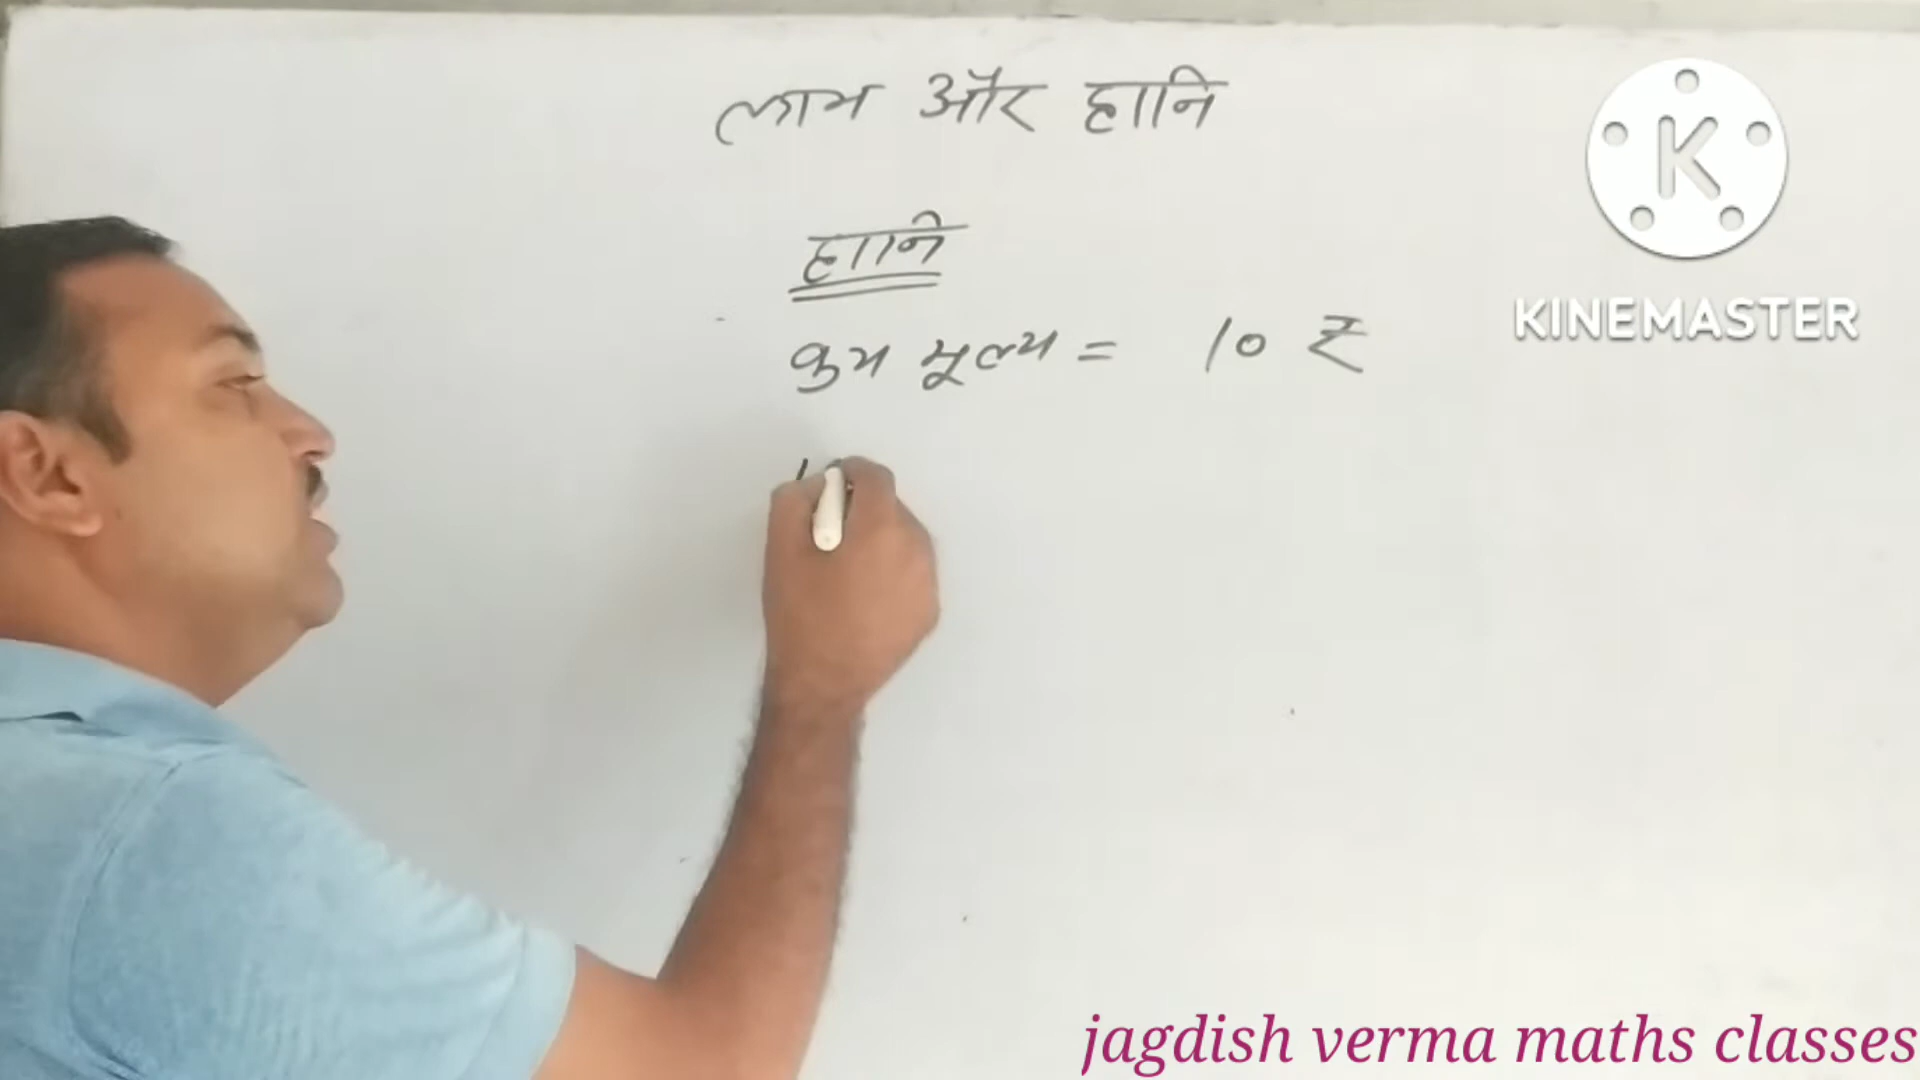 लाभ और हानि
हानि
क्रय मूल्य = 10 ₹
KINEMASTER
jagdish verma maths classes